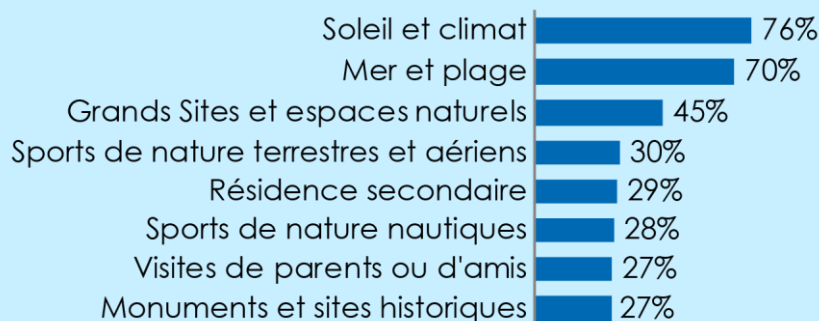 Soleil et climat 76%
Mer et plage 70%
Grands Sites et espaces naturels 45%
Sports de nature terrestres et aériens 30%
Résidence secondaire 29%
Sports de nature nautiques 28%
Visites de parents ou d'amis 27%
Monuments et sites historiques 27%